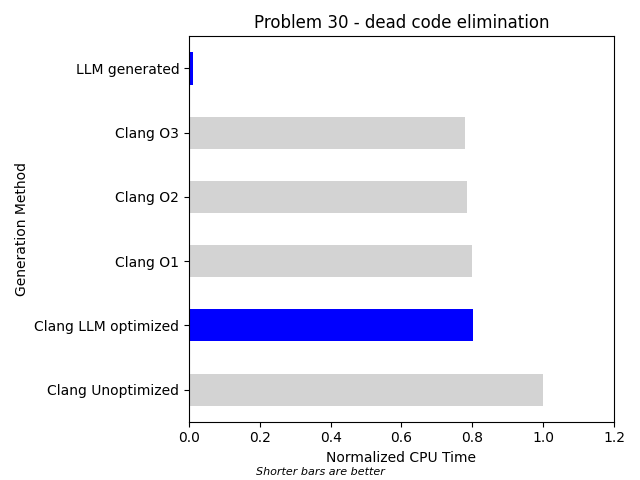 Problem 30 - dead code elimination
LLM generated
Clang O3
Clang O2
Clang O1
Clang LLM optimized
Clang Unoptimized
Generation Method
0.0 0.2 0.4 0.6 0.8 1.0 1.2
Normalized CPU Time
Shorter bars are better